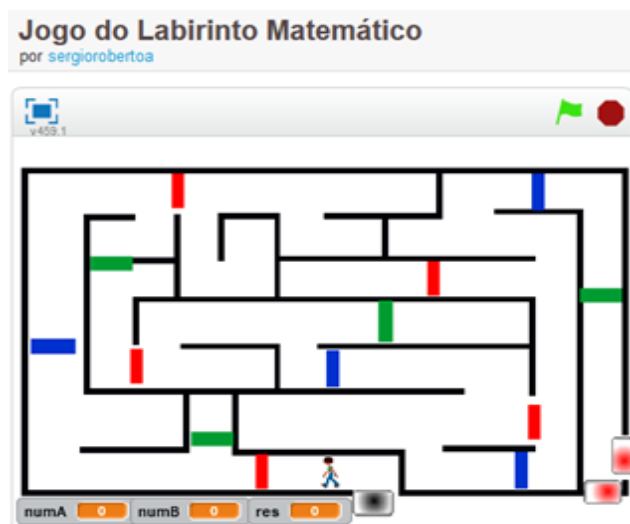 Jogo do Labirinto Matemático
por sergiorobertoa
v459.1
numA 0 numB 0 res 0